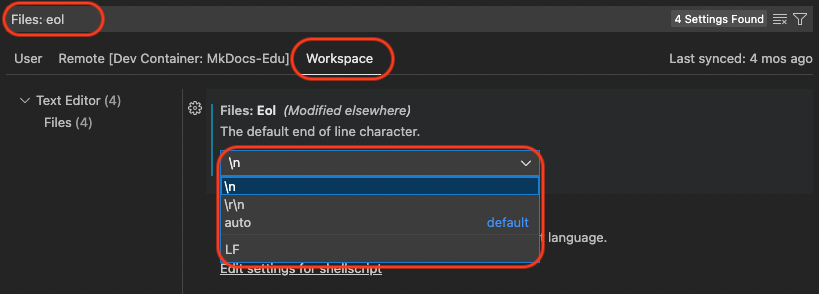 Files: eol
4 Settings Found
User Remote [Dev Container: MkDocs-Edu] Workspace Last synced: 4 mos ago
Text Editor (4)
Files (4)
Files: Eol (Modified elsewhere)
The default end of line character.
\n
\n
\r\n
auto default
language.
LF
Edit settings for shellscript